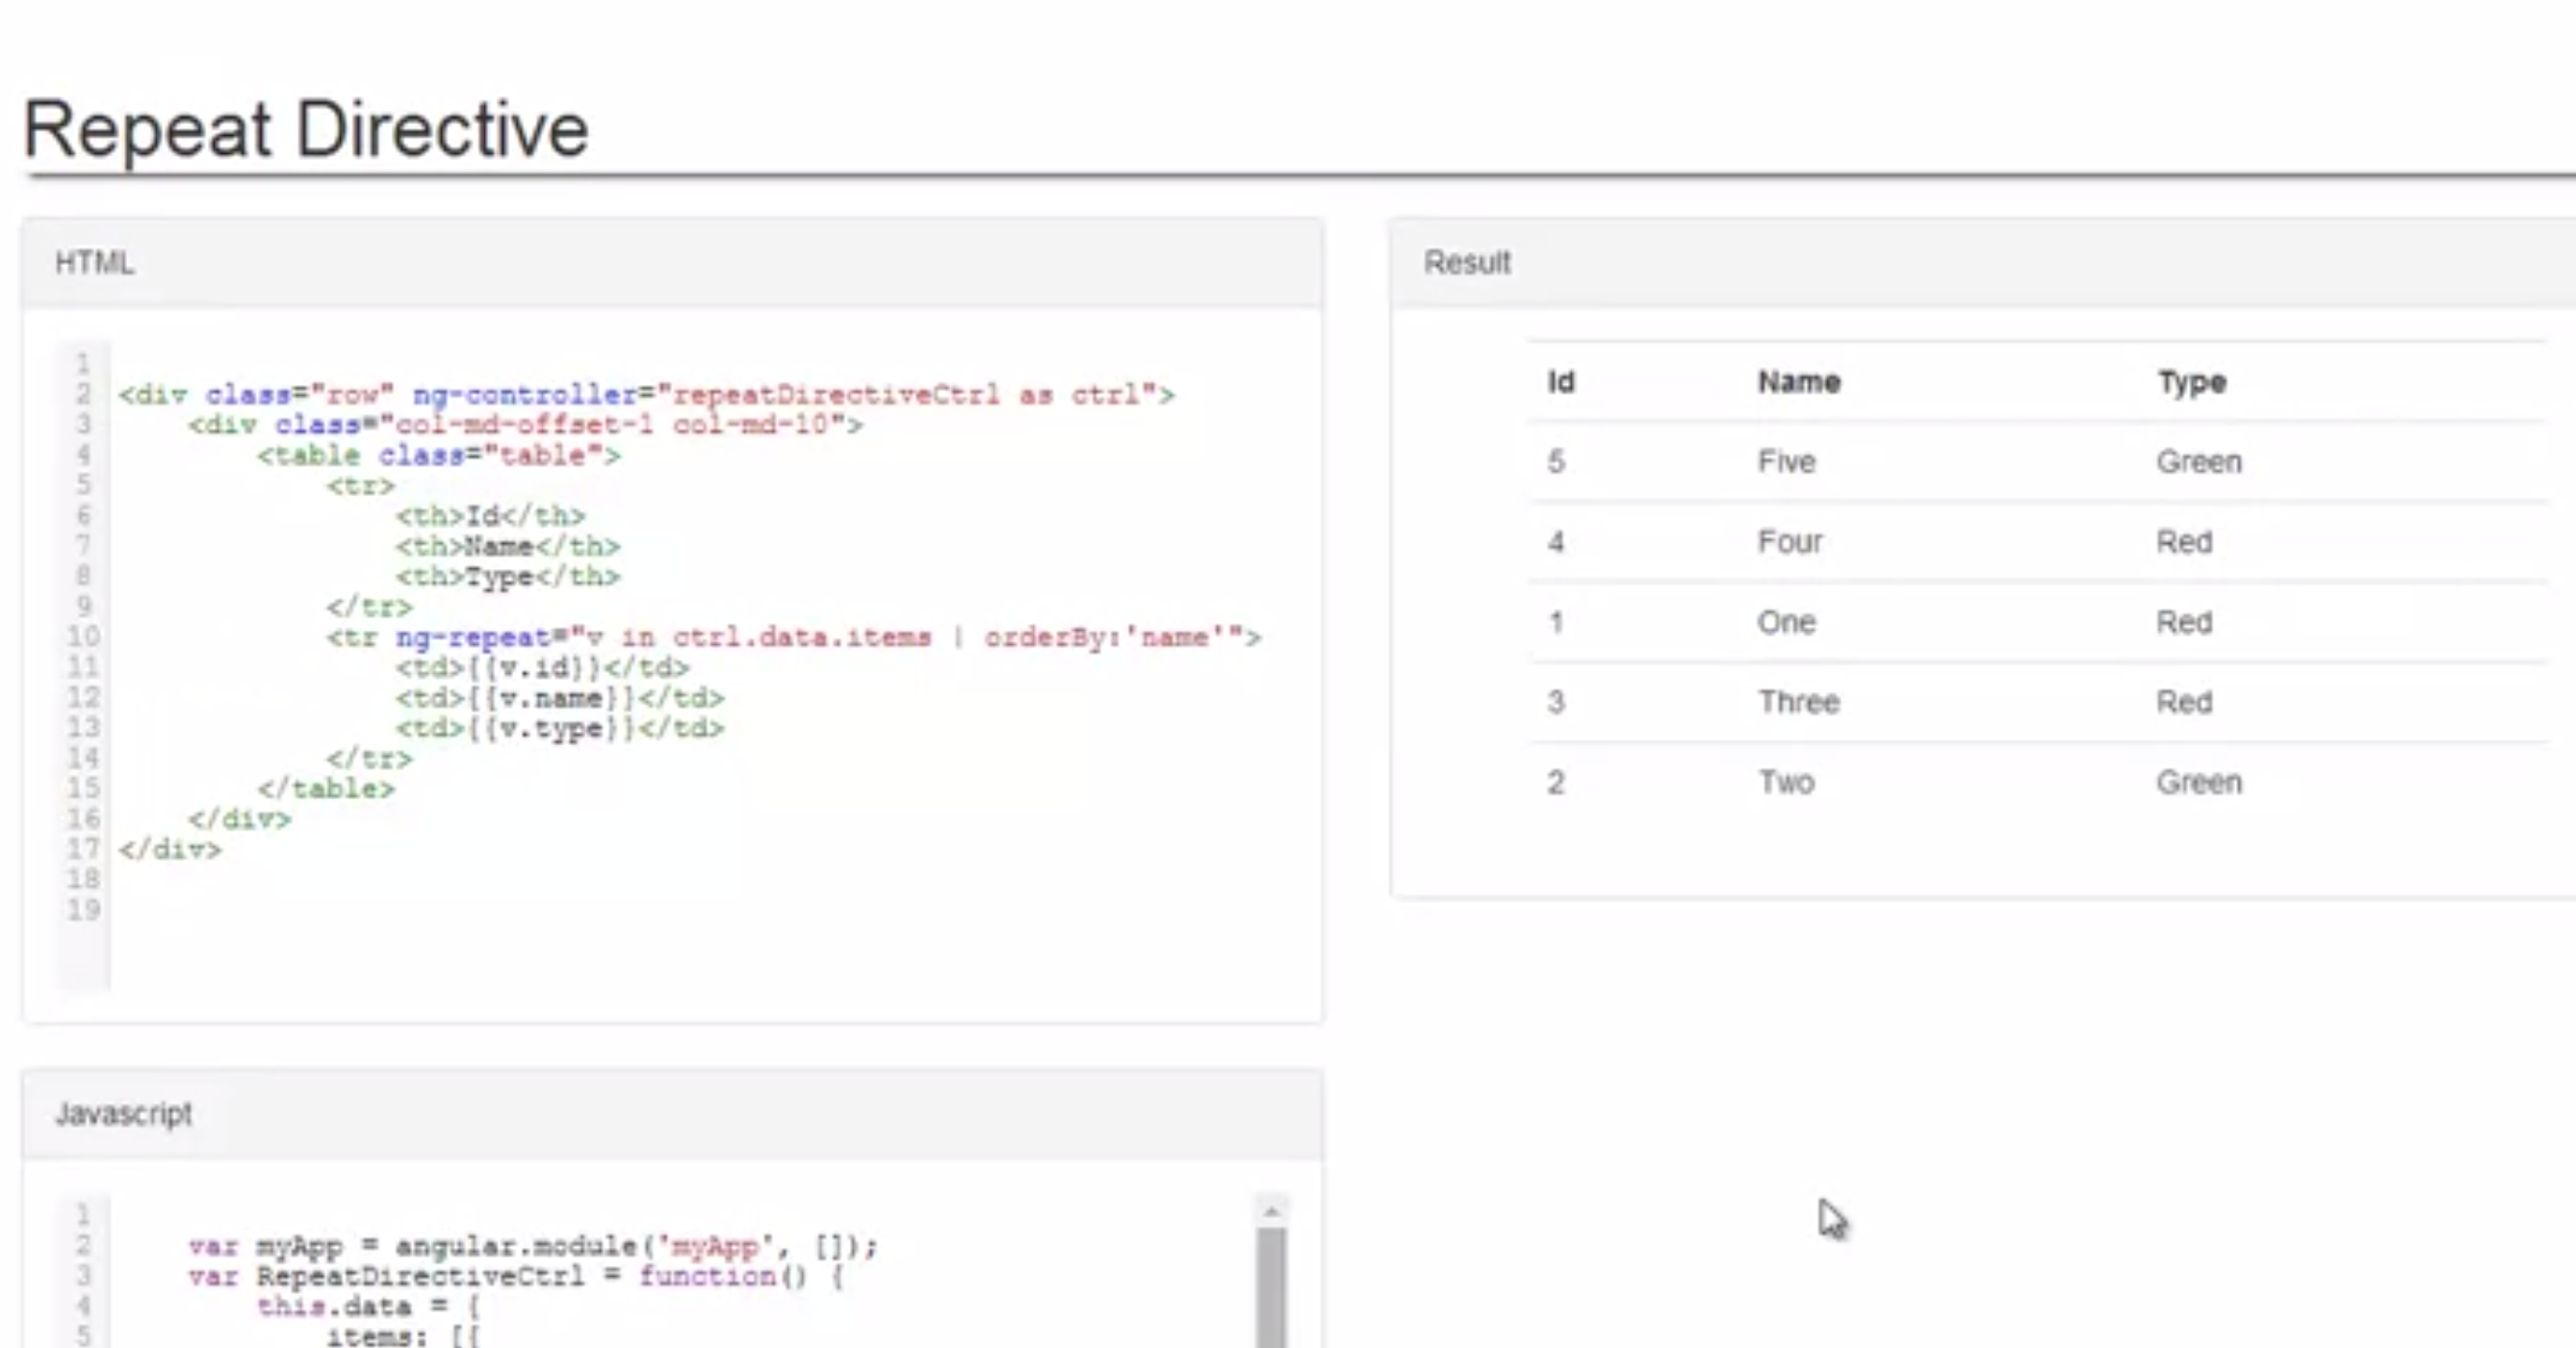 Repeat Directive
HTML
1
2 <div class="row" ng-controller="repeatDirectiveCtrl as ctrl">
3 <div class="col-md-offset-1 col-md-10">
4 <table class="table">
5 <tr>
6 <th>Id</th>
7 <th>Name</th>
8 <th>Type</th>
9 </tr>
10 <tr ng-repeat="v in ctrl.data.items | orderBy:'name'">
11 <td>{{v.id}}</td>
12 <td>{{v.name}}</td>
13 <td>{{v.type}}</td>
14 </tr>
15 </table>
16 </div>
17 </div>
18
19
Result
Id Name Type
5 Five Green
4 Four Red
1 One Red
3 Three Red
2 Two Green
Javascript
1
2 var myApp = angular.module('myApp', []);
3 var RepeatDirectiveCtrl = function() {
4 this.data = {
5 items: [{